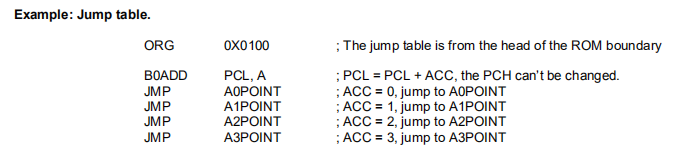 Example: Jump table.
ORG 0X0100 ; The jump table is from the head of the ROM boundary
B0ADD PCL, A ; PCL = PCL + ACC, the PCH can't be changed.
JMP A0POINT ; ACC = 0, jump to A0POINT
JMP A1POINT ; ACC = 1, jump to A1POINT
JMP A2POINT ; ACC = 2, jump to A2POINT
JMP A3POINT ; ACC = 3, jump to A3POINT